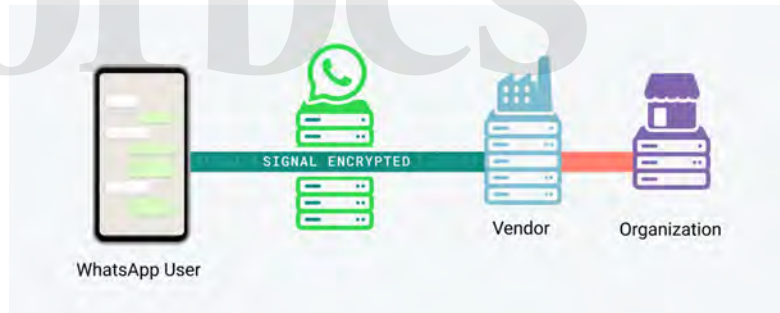 SIGNAL ENCRYPTED
Vendor
Organization
WhatsApp User